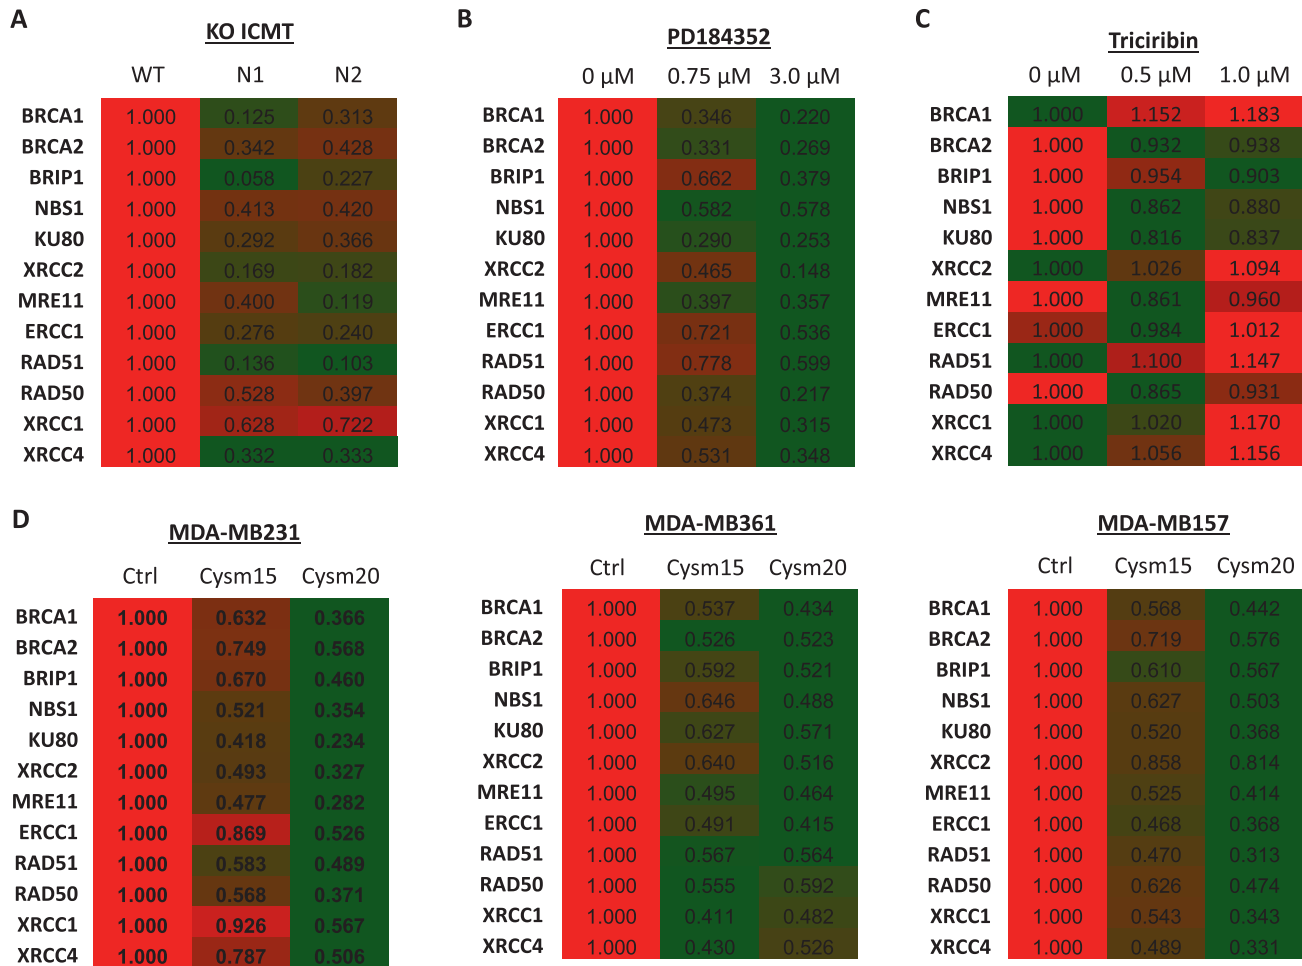 A
KO ICMT
WT N1 N2
BRCA1 1.000 0.125 0.313
BRCA2 1.000 0.342 0.428
BRIP1 1.000 0.058 0.227
NBS1 1.000 0.413 0.420
KU80 1.000 0.292 0.366
XRCC2 1.000 0.169 0.182
MRE11 1.000 0.400 0.119
ERCC1 1.000 0.276 0.240
RAD51 1.000 0.136 0.103
RAD50 1.000 0.528 0.397
XRCC1 1.000 0.628 0.722
XRCC4 1.000 0.332 0.333
B
PD184352
0 µM 0.75 µM 3.0 µM
BRCA1 1.000 0.346 0.220
BRCA2 1.000 0.331 0.269
BRIP1 1.000 0.662 0.379
NBS1 1.000 0.582 0.578
KU80 1.000 0.290 0.253
XRCC2 1.000 0.465 0.148
MRE11 1.000 0.397 0.357
ERCC1 1.000 0.721 0.536
RAD51 1.000 0.778 0.599
RAD50 1.000 0.374 0.217
XRCC1 1.000 0.473 0.315
XRCC4 1.000 0.531 0.348
C
Triciribin
0 µM 0.5 µM 1.0 µM
BRCA1 1.000 1.152 1.183
BRCA2 1.000 0.932 0.938
BRIP1 1.000 0.954 0.903
NBS1 1.000 0.862 0.880
KU80 1.000 0.816 0.837
XRCC2 1.000 1.026 1.094
MRE11 1.000 0.861 0.960
ERCC1 1.000 0.984 1.012
RAD51 1.000 1.100 1.147
RAD50 1.000 0.865 0.931
XRCC1 1.000 1.020 1.170
XRCC4 1.000 1.056 1.156
D
MDA-MB231
Ctrl Cysm15 Cysm20
BRCA1 1.000 0.632 0.366
BRCA2 1.000 0.749 0.568
BRIP1 1.000 0.670 0.460
NBS1 1.000 0.521 0.354
KU80 1.000 0.418 0.234
XRCC2 1.000 0.493 0.327
MRE11 1.000 0.477 0.282
ERCC1 1.000 0.869 0.526
RAD51 1.000 0.583 0.489
RAD50 1.000 0.568 0.371
XRCC1 1.000 0.926 0.567
XRCC4 1.000 0.787 0.506
MDA-MB361
Ctrl Cysm15 Cysm20
BRCA1 1.000 0.537 0.434
BRCA2 1.000 0.526 0.523
BRIP1 1.000 0.592 0.521
NBS1 1.000 0.646 0.488
KU80 1.000 0.627 0.571
XRCC2 1.000 0.640 0.516
MRE11 1.000 0.495 0.464
ERCC1 1.000 0.491 0.415
RAD51 1.000 0.567 0.564
RAD50 1.000 0.555 0.592
XRCC1 1.000 0.411 0.482
XRCC4 1.000 0.430 0.526
MDA-MB157
Ctrl Cysm15 Cysm20
BRCA1 1.000 0.568 0.442
BRCA2 1.000 0.719 0.576
BRIP1 1.000 0.610 0.567
NBS1 1.000 0.627 0.503
KU80 1.000 0.520 0.368
XRCC2 1.000 0.858 0.814
MRE11 1.000 0.525 0.414
ERCC1 1.000 0.468 0.368
RAD51 1.000 0.470 0.313
RAD50 1.000 0.626 0.474
XRCC1 1.000 0.543 0.343
XRCC4 1.000 0.489 0.331